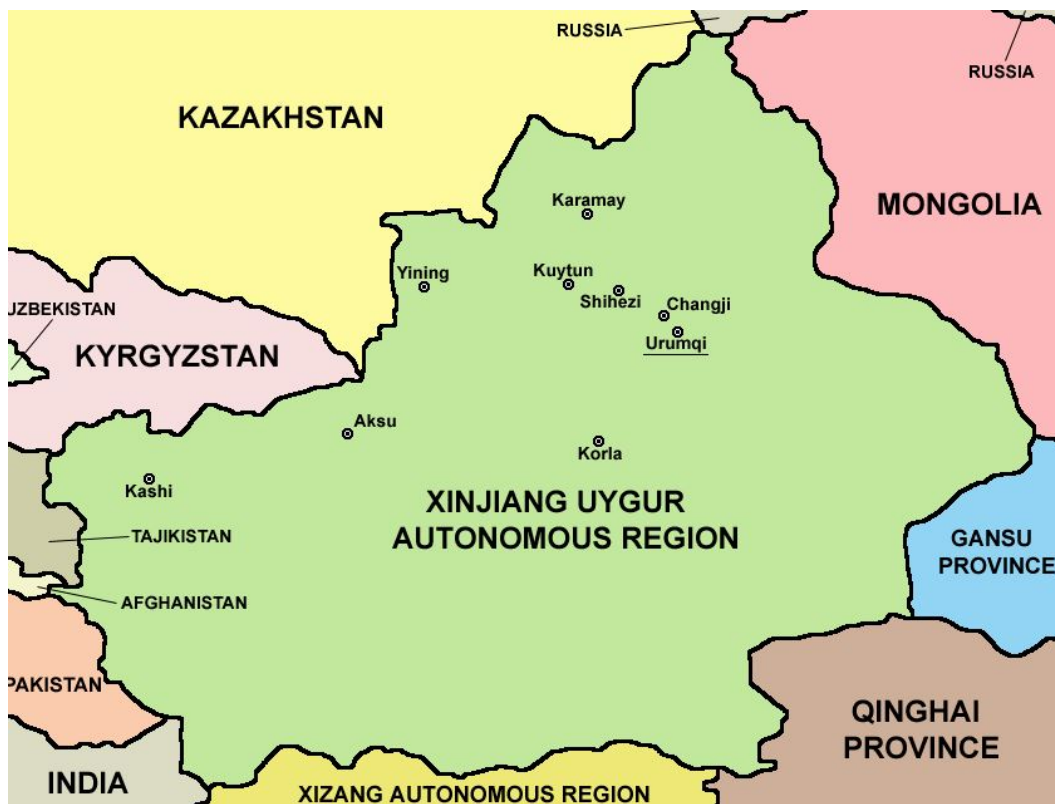 RUSSIA
RUSSIA
KAZAKHSTAN
MONGOLIA
Karamay
Yining
Kuytun
Shihezi
Changji
UZBEKISTAN
Urumqi
KYRGYZSTAN
Aksu
Korla
Kashi
XINJIANG UYGUR
AUTONOMOUS REGION
TAJIKISTAN
GANSU
PROVINCE
AFGHANISTAN
PAKISTAN
QINGHAI
PROVINCE
INDIA
XIZANG AUTONOMOUS REGION